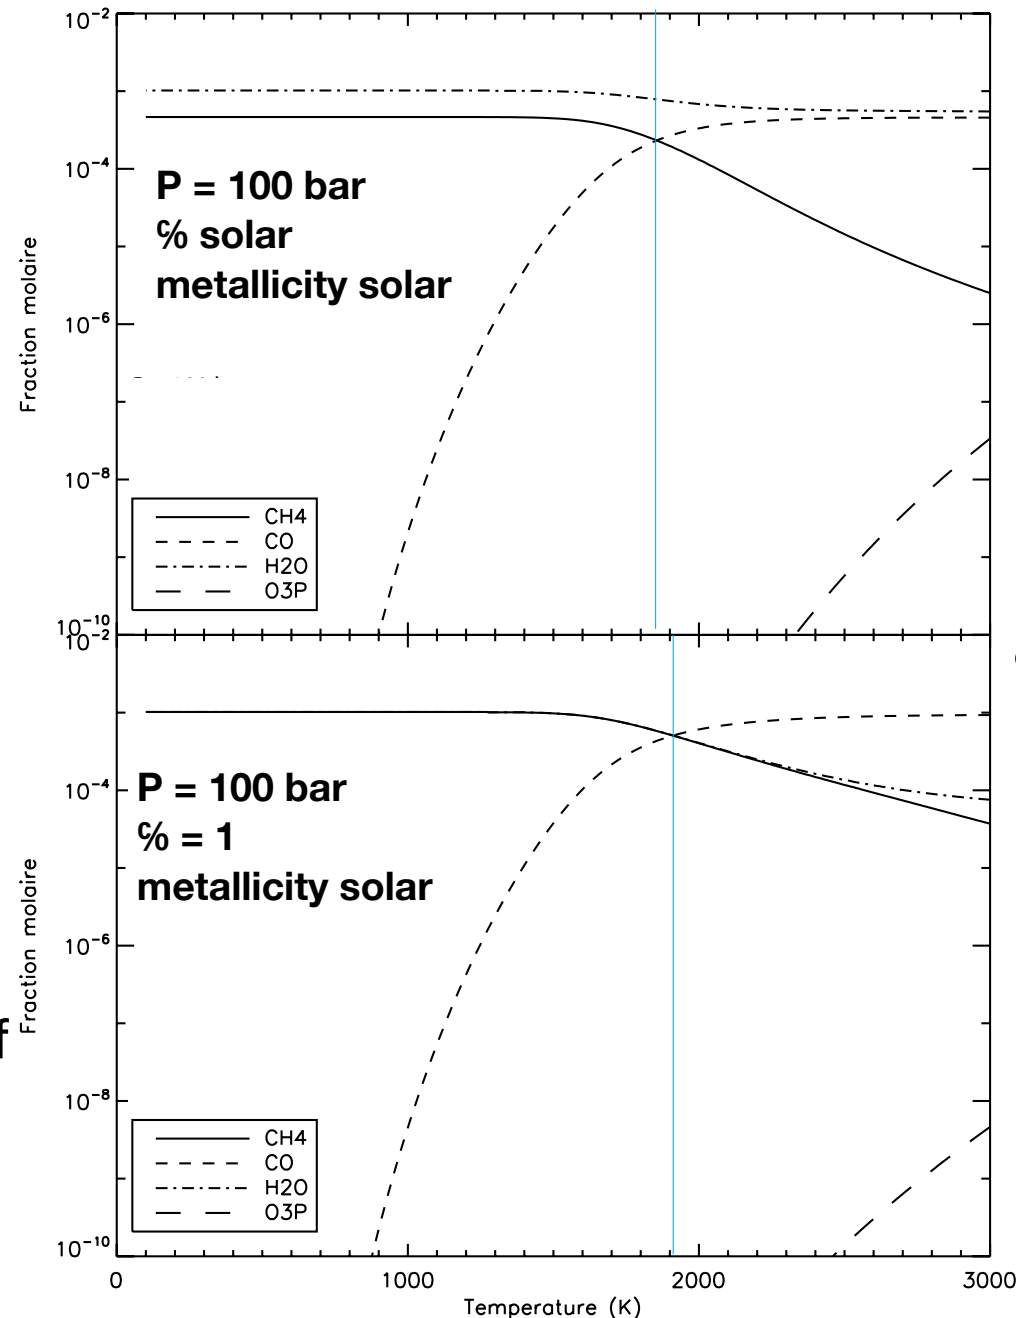 10⁻²
10⁻⁴
10⁻⁶
10⁻⁸
10⁻¹⁰
Fraction molaire
P = 100 bar
℅ solar
metallicity solar
CH4
CO
H2O
O3P
10⁻²
10⁻⁴
10⁻⁶
10⁻⁸
10⁻¹⁰
Fraction molaire
P = 100 bar
℅ = 1
metallicity solar
f
CH4
CO
H2O
O3P
0 1000 2000 3000
Temperature (K)